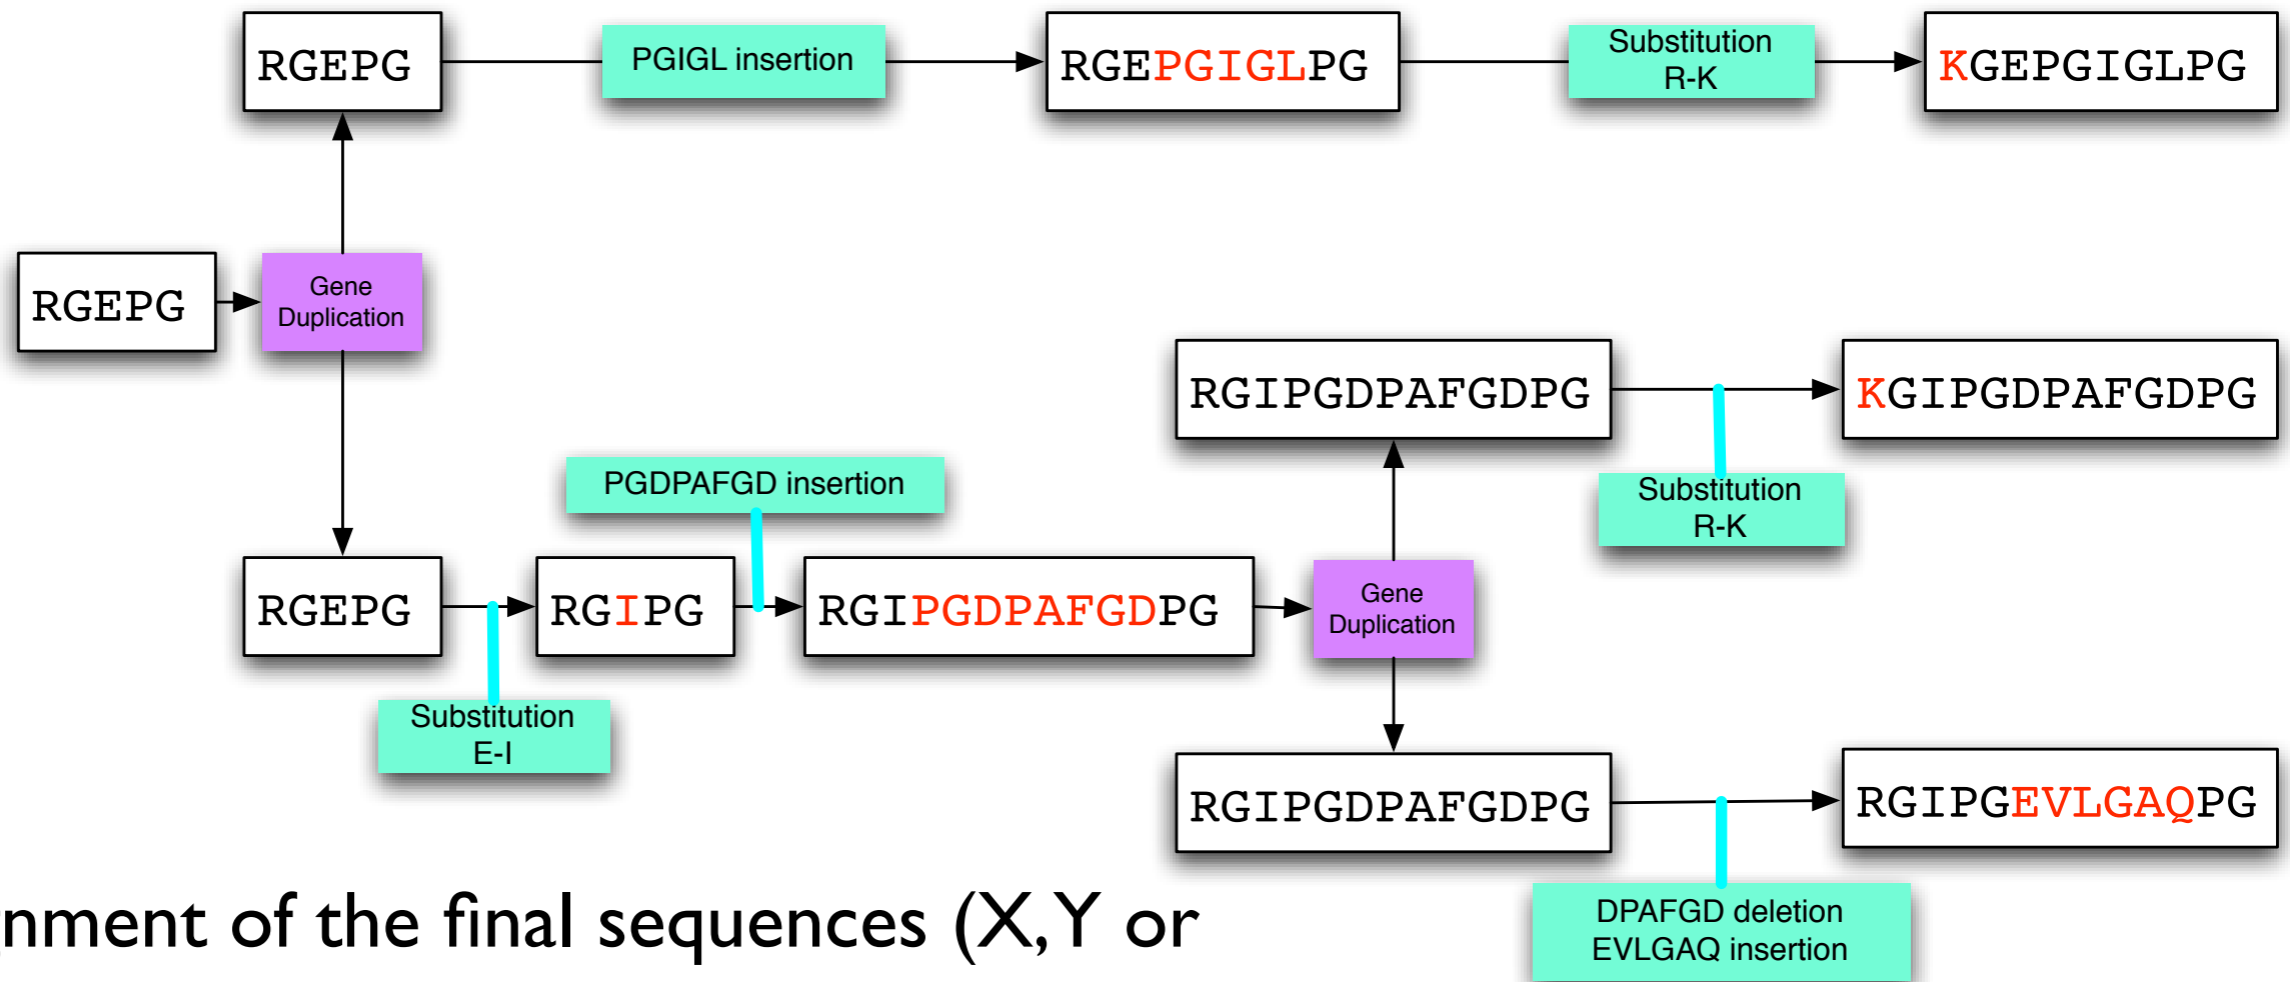 RGEPG
PGIGL insertion
RGEPGIGLPG
Substitution
R-K
KGEPGIGLPG
RGEPG
Gene
Duplication
RGIPGDPAFGDPG
KGIPGDPAFGDPG
PGDPAFGD insertion
Substitution
R-K
RGEPG
RGIPG
RGIPGDPAFGDPG
Gene
Duplication
Substitution
E-I
RGIPGDPAFGDPG
RGIPGEVLGAQPG
nment of the final sequences (X,Y or
DPAFGD deletion
EVLGAQ insertion